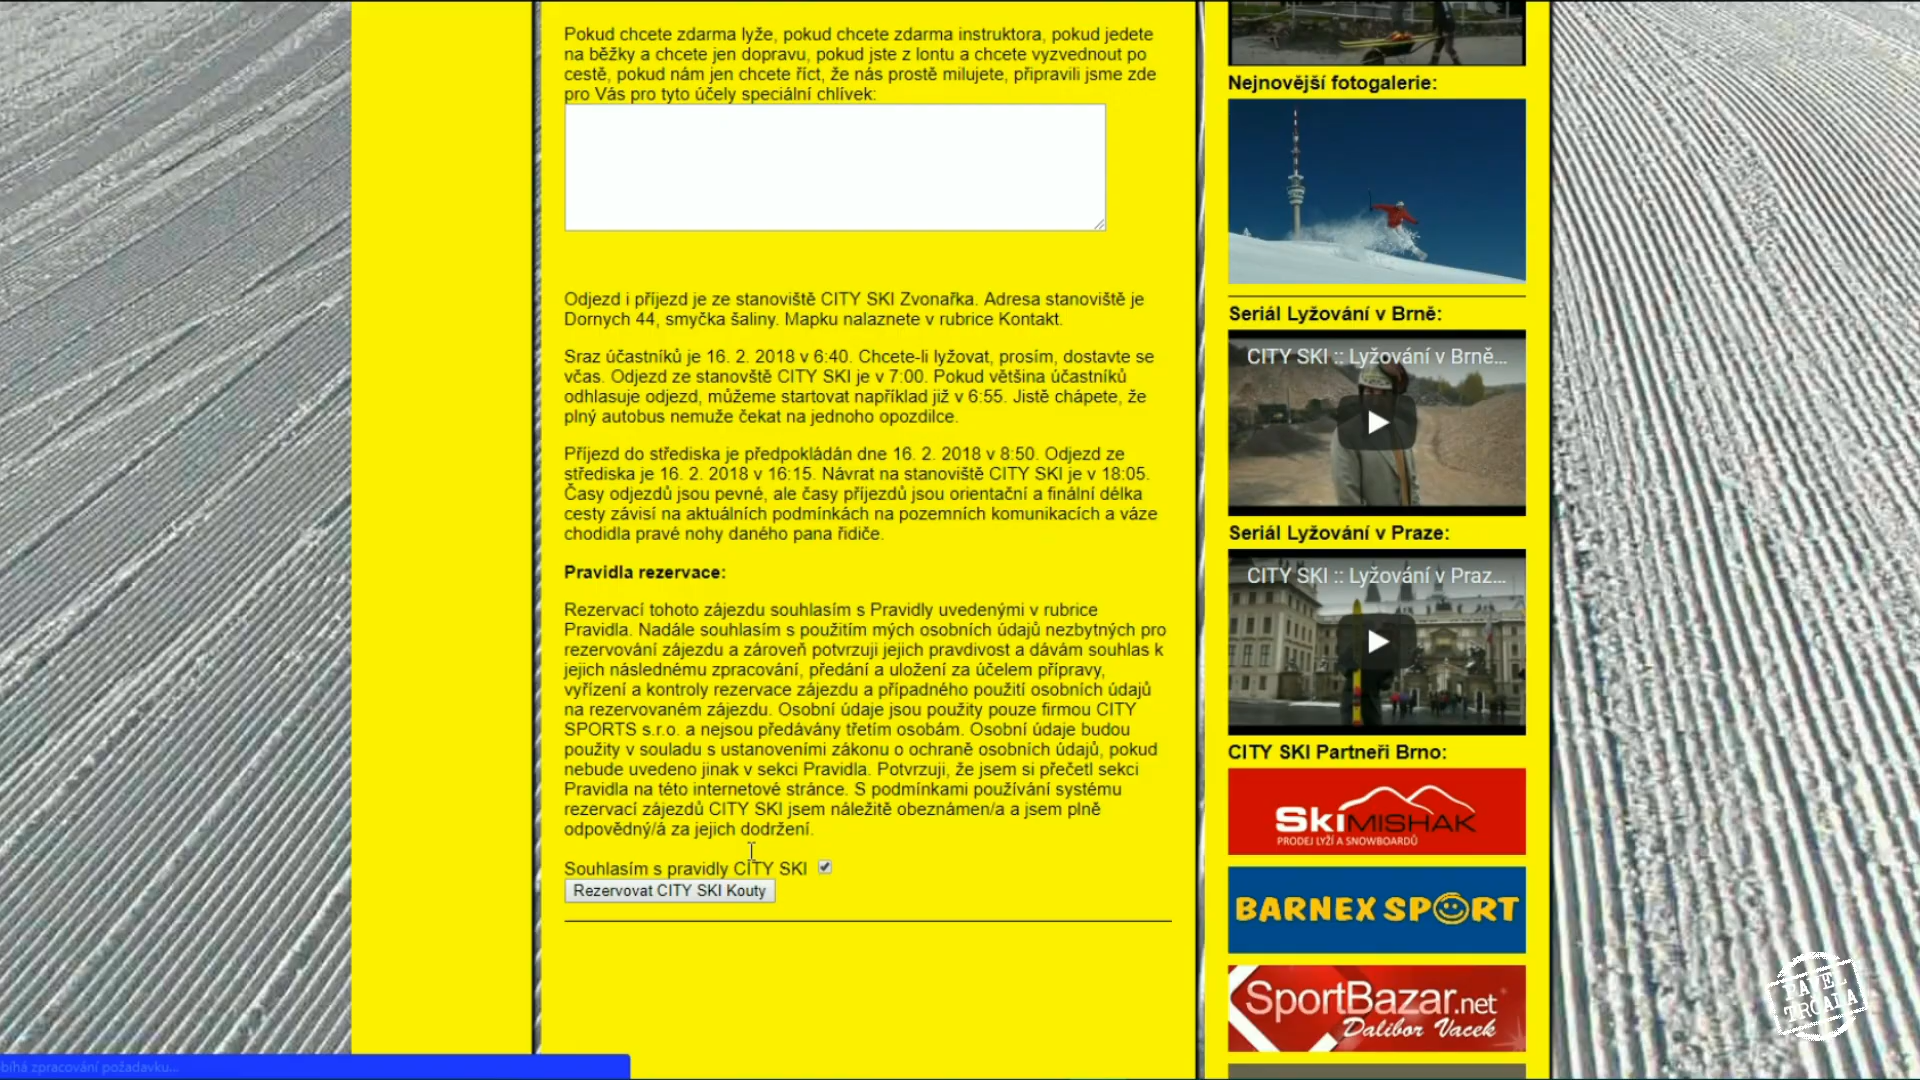 Pokud chcete zdarma lyže, pokud chcete zdarma instruktora, pokud jedete
na běžky a chcete jen dopravu, pokud jste z lontu a chcete vyzvednout po
cestě, pokud nám jen chcete říct, že nás prostě milujete, připravili jsme zde
pro Vás pro tyto účely speciální chlívek:
Odjezd i příjezd je ze stanoviště CITY SKI Zvonařka. Adresa stanoviště je
Dornych 44, smyčka šaliny. Mapku nalaznete v rubrice Kontakt.
Sraz účastníků je 16. 2. 2018 v 6:40. Chcete-li lyžovat, prosím, dostavte se
včas. Odjezd ze stanovště CITY SKI je v 7:00. Pokud většina účastníků
odhlasuje odjezd, můžeme startovat například již v 6:55. Jistě chápete, že
plný autobus nemuže čekat na jednoho opozdilce.
Příjezd do střediska je předpokládán dne 16. 2. 2018 v 8:50. Odjezd ze
střediska je 16. 2. 2018 v 16:15. Návrat na stanoviště CITY SKI je v 18:05.
Časy odjezdů jsou pevné, ale časy příjezdů jsou orientační a finální délka
cesty závisí na aktuálních podmínkách na pozemních komunikacích a váze
chodidla pravé nohy daného pana řidiče.
Pravidla rezervace:
Rezervací tohoto zájezdu souhlasím s Pravidly uvedenými v rubrice
Pravidla. Nadále souhlasím s použitím mých osobních údajů nezbytných pro
rezervování zájezdu a zároveň potvrzuji jejich pravdivost a dávám souhlas k
jejich následnému zpracování, předání a uložení za účelem přípravy,
vyřízení a kontroly rezervace zájezdu a případného použití osobních údajů
na rezervovaném zájezdu. Osobní údaje jsou použity pouze firmou CITY
SPORTS s.r.o. a nejsou předávány třetím osobám. Osobní údaje budou
použity v souladu s ustanoveními zákonu o ochraně osobních údajů, pokud
nebude uvedeno jinak v sekci Pravidla. Potvrzuji, že jsem si přečetl sekci
Pravidla na této internetové stránce. S podmínkami používání systému
rezervací zájezdů CITY SKI jsem náležitě obeznámen/a a jsem plně
odpovědný/á za jejich dodržení.
Souhlasím s pravidly CITY SKI
Rezervovat CITY SKI Kouty
Nejnovější fotogalerie:
Seriál Lyžování v Brně:
CITY SKI :: Lyžování v Brně...
Seriál Lyžování v Praze:
CITY SKI :: Lyžování v Praz...
CITY SKI Partneři Brno:
SkiMISHAK
PRODEJ LYŽÍ A SNOWBOARDŮ
BARNEX SPORT
SportBazar.net
Dalibor Vacek
PAVEL
TRČALA
bíhá zpracování požadavku...